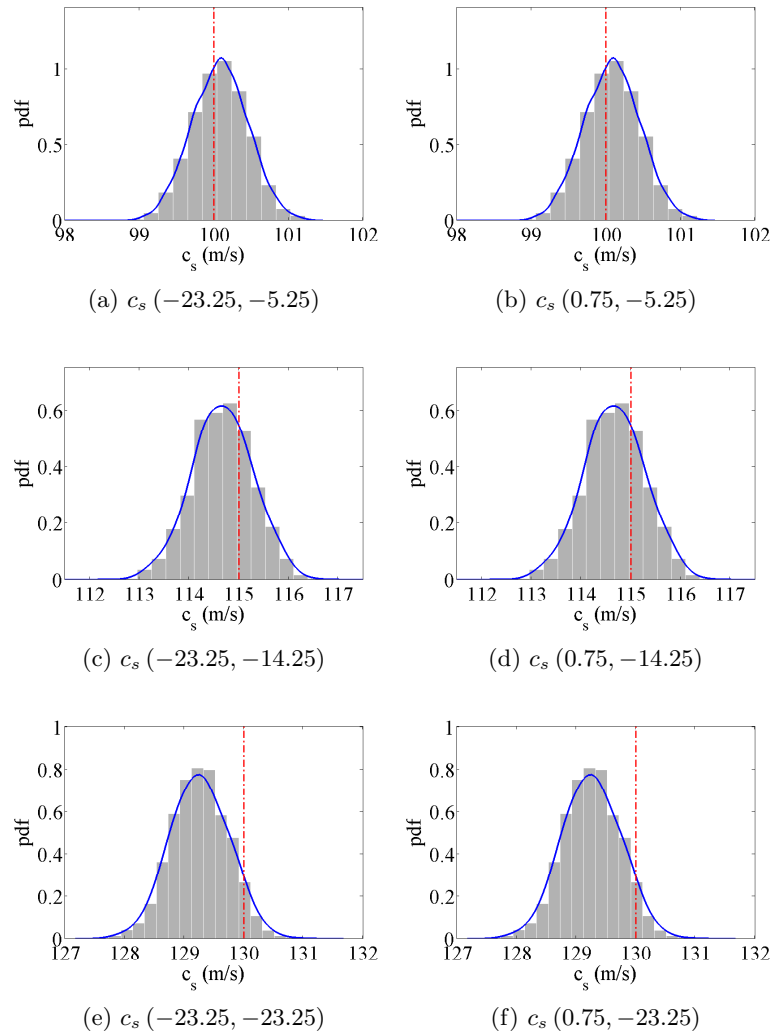 pdf
1
0.5
0
98 99 100 101 102
c_s (m/s)
(a) c_s (−23.25, −5.25)
pdf
1
0.5
0
98 99 100 101 102
c_s (m/s)
(b) c_s (0.75, −5.25)
pdf
0.6
0.4
0.2
0
112 113 114 115 116 117
c_s (m/s)
(c) c_s (−23.25, −14.25)
pdf
0.6
0.4
0.2
0
112 113 114 115 116 117
c_s (m/s)
(d) c_s (0.75, −14.25)
pdf
1
0.8
0.6
0.4
0.2
0
127 128 129 130 131 132
c_s (m/s)
(e) c_s (−23.25, −23.25)
pdf
1
0.8
0.6
0.4
0.2
0
127 128 129 130 131 132
c_s (m/s)
(f) c_s (0.75, −23.25)